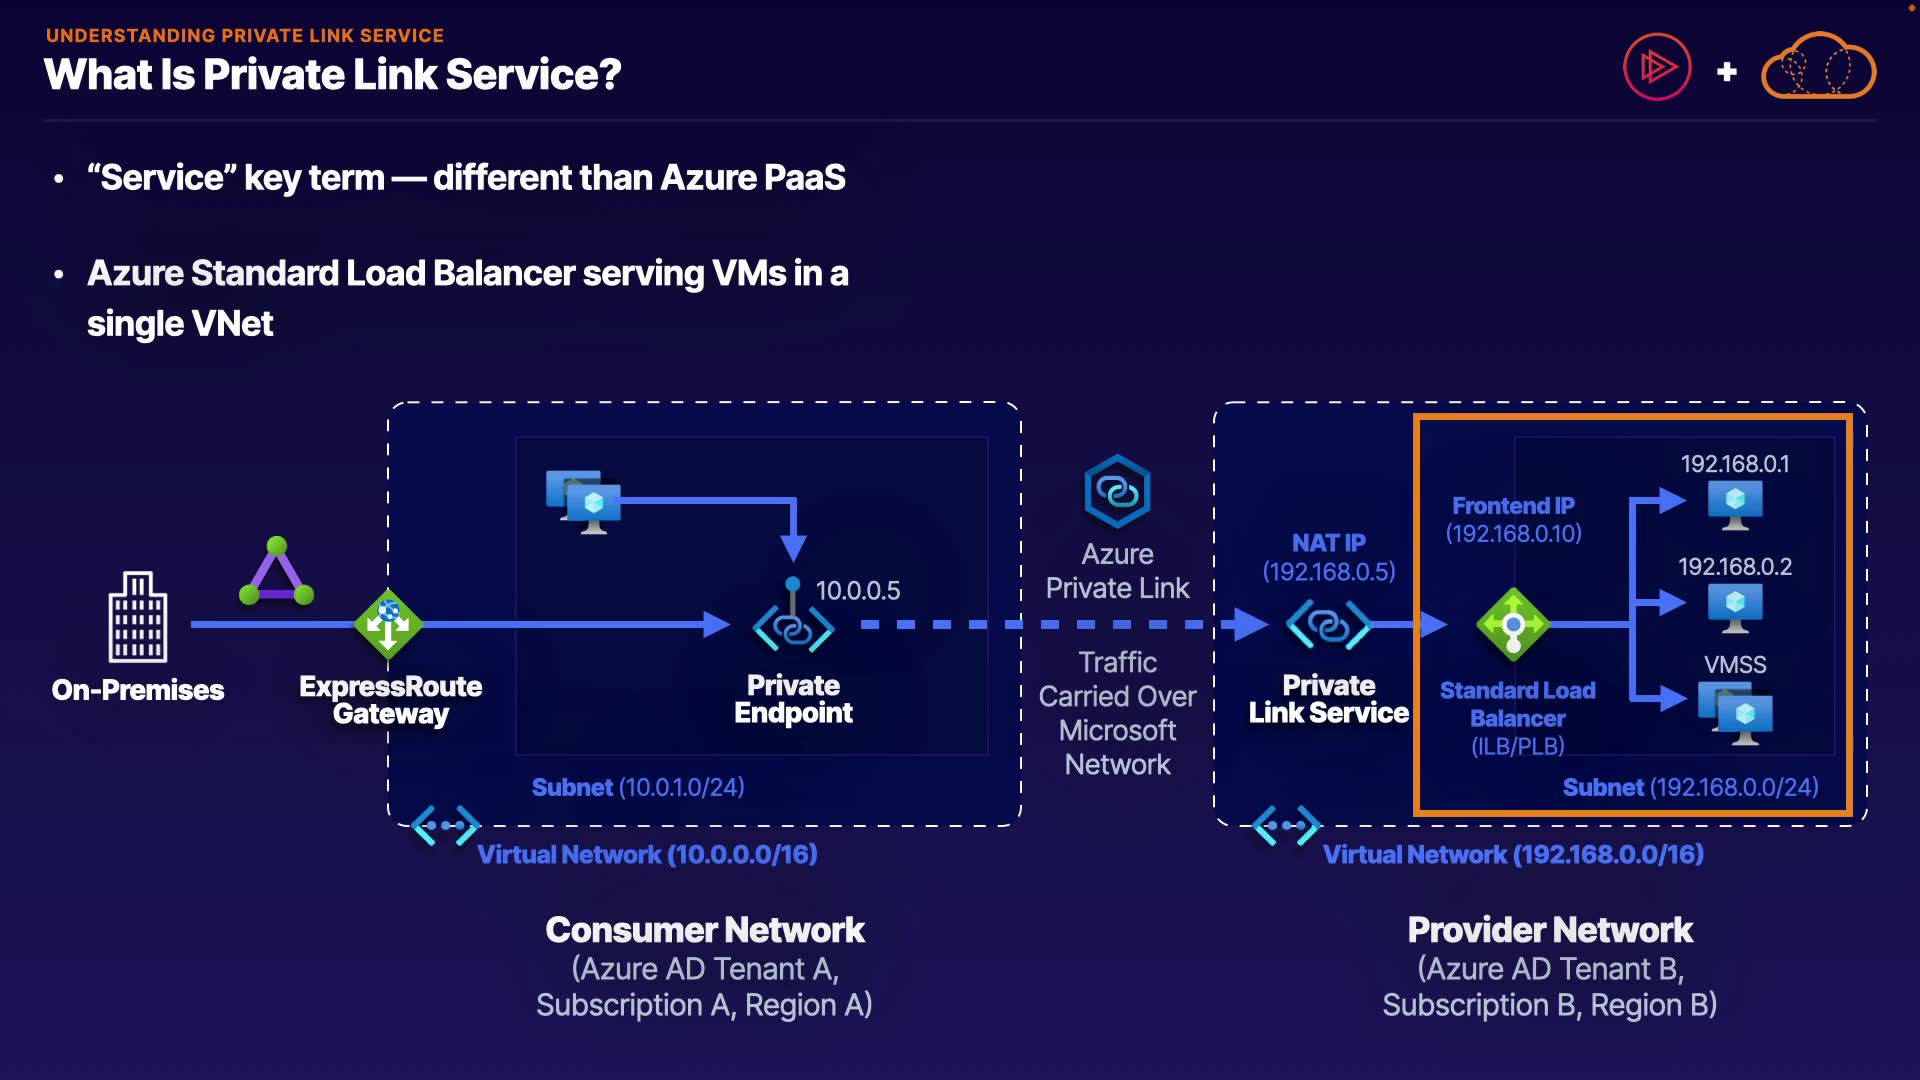 UNDERSTANDING PRIVATE LINK SERVICE
What Is Private Link Service?
• “Service” key term — different than Azure PaaS
• Azure Standard Load Balancer serving VMs in a
single VNet
On-Premises
ExpressRoute
Gateway
10.0.0.5
Private
Endpoint
Subnet (10.0.1.0/24)
Virtual Network (10.0.0.0/16)
Consumer Network
(Azure AD Tenant A,
Subscription A, Region A)
Azure
Private Link
Traffic
Carried Over
Microsoft
Network
NAT IP
(192.168.0.5)
Private
Link Service
Frontend IP
(192.168.0.10)
Standard Load
Balancer
(ILB/PLB)
192.168.0.1
192.168.0.2
VMSS
Subnet (192.168.0.0/24)
Virtual Network (192.168.0.0/16)
Provider Network
(Azure AD Tenant B,
Subscription B, Region B)